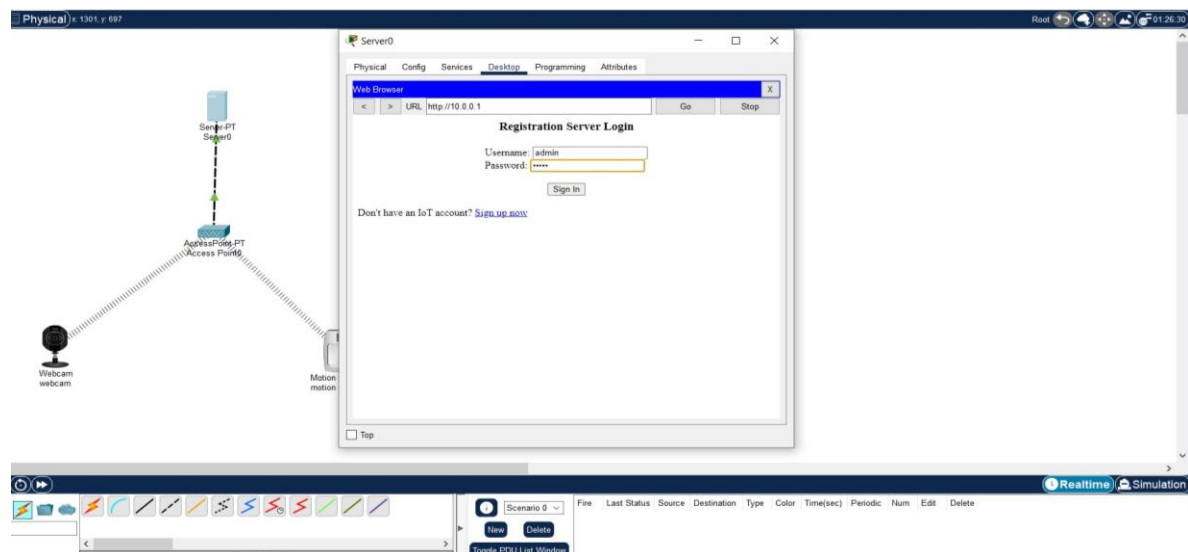 Physical x: 1301, y: 697
Root 01:26:30
Server0
Physical Config Services Desktop Programming Attributes
Web Browser X
< > URL http://10.0.0.1 Go Stop
Registration Server Login
Username: admin
Password: •••••
Sign In
Don't have an IoT account? Sign up now
Top
Server-PT
Server0
AccessPoint-PT
Access Point0
Webcam
webcam
Motion
motion
Realtime Simulation
Scenario 0
New Delete
Toggle PDU List Window
Fire Last Status Source Destination Type Color Time(sec) Periodic Num Edit Delete